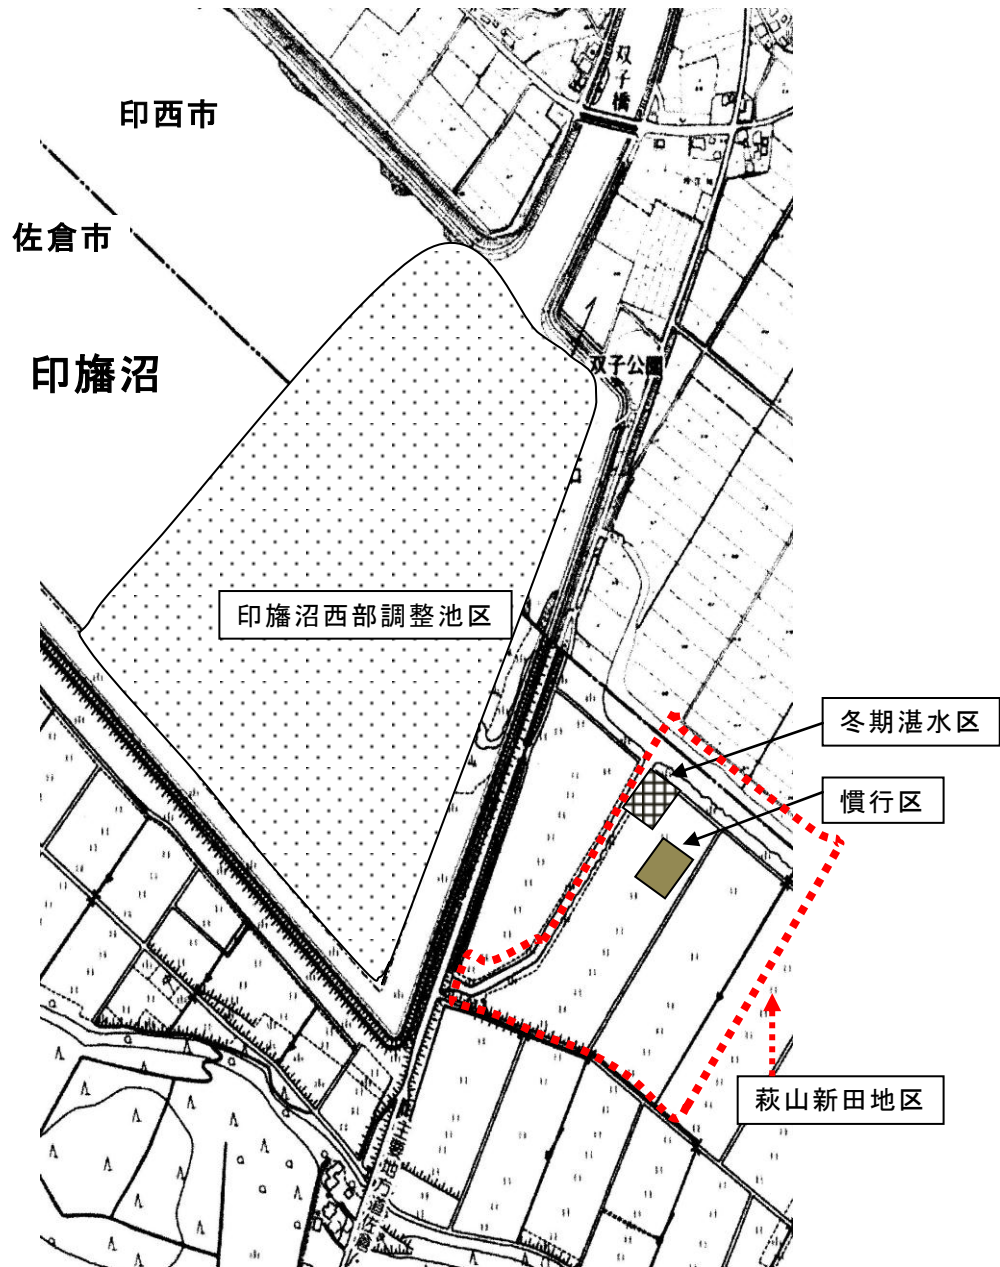 双子橋
印西市
佐倉市
印旛沼
双子公園
印旛沼西部調整池区
冬期湛水区
慣行区
萩山新田地区